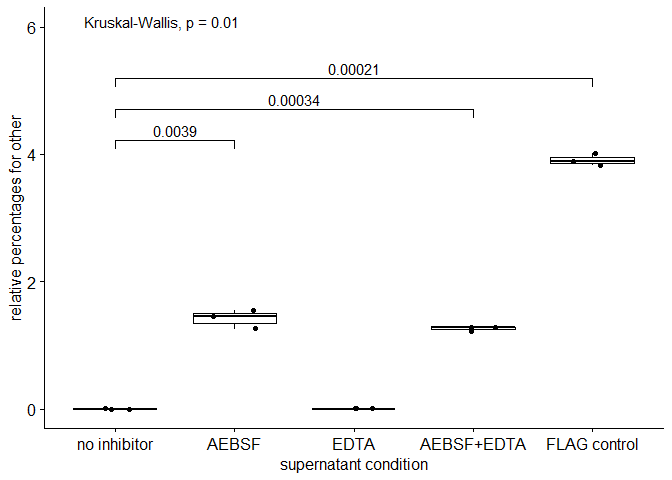 Kruskal-Wallis, p = 0.01
0.00021
0.00034
0.0039
6
4
2
0
relative percentages for other
no inhibitor AEBSF EDTA AEBSF+EDTA FLAG control
supernatant condition